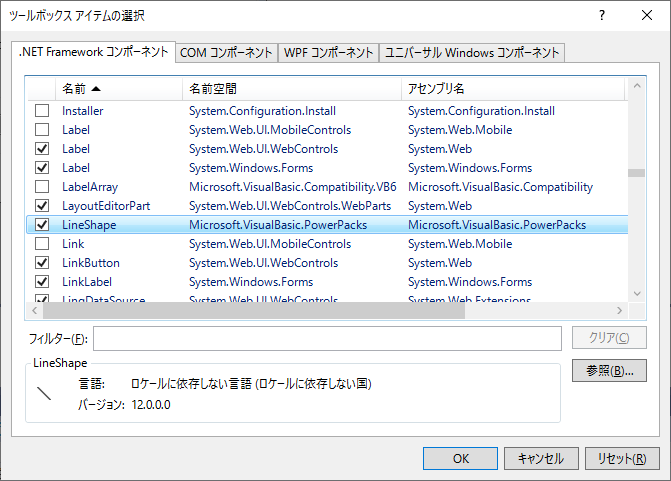 ツールボックス アイテムの選択
.NET Framework コンポーネント COM コンポーネント WPF コンポーネント ユニバーサル Windows コンポーネント
名前 名前空間 アセンブリ名
Installer System.Configuration.Install System.Configuration.Install
Label System.Web.UI.MobileControls System.Web.Mobile
Label System.Web.UI.WebControls System.Web
Label System.Windows.Forms System.Windows.Forms
LabelArray Microsoft.VisualBasic.Compatibility.VB6 Microsoft.VisualBasic.Compatibility
LayoutEditorPart System.Web.UI.WebControls.WebParts System.Web
LineShape Microsoft.VisualBasic.PowerPacks Microsoft.VisualBasic.PowerPacks
Link System.Web.UI.MobileControls System.Web.Mobile
LinkButton System.Web.UI.WebControls System.Web
LinkLabel System.Windows.Forms System.Windows.Forms
LinqDataSource System.Web.UI.WebControls System.Web.Extensions
フィルター(F): クリア(C)
LineShape
言語: ロケールに依存しない言語 (ロケールに依存しない国) 参照(B)...
バージョン: 12.0.0.0
OK キャンセル リセット(R)